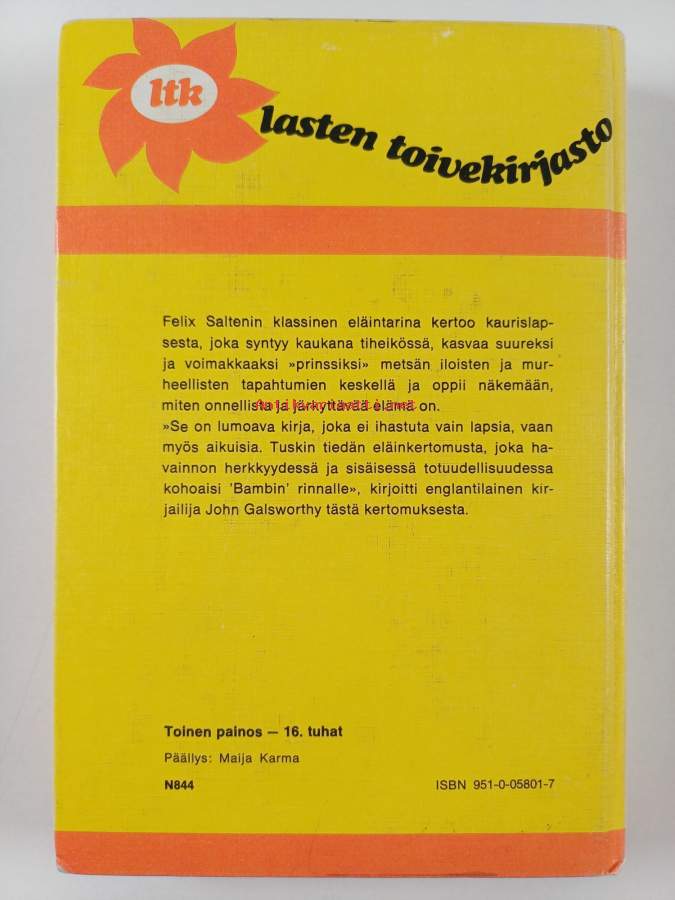 ltk
lasten toivekirjasto
Felix Saltenin klassinen eläintarina kertoo kaurislap-
sesta, joka syntyy kaukana tiheikössä, kasvaa suureksi
ja voimakkaaksi »prinssiksi» metsän iloisten ja mur-
heellisten tapahtumien keskellä ja oppii näkemään,
miten onnellista ja järkyttävää elämä on.
»Se on lumoava kirja, joka ei ihastuta vain lapsia, vaan
myös aikuisia. Tuskin tiedän eläinkertomusta, joka ha-
vainnon herkkyydessä ja sisäisessä totuudellisuudessa
kohoaisi 'Bambin' rinnalle», kirjoitti englantilainen kir-
jailija John Galsworthy tästä kertomuksesta.
Toinen painos — 16. tuhat
Päällys: Maija Karma
N844 ISBN 951-0-05801-7